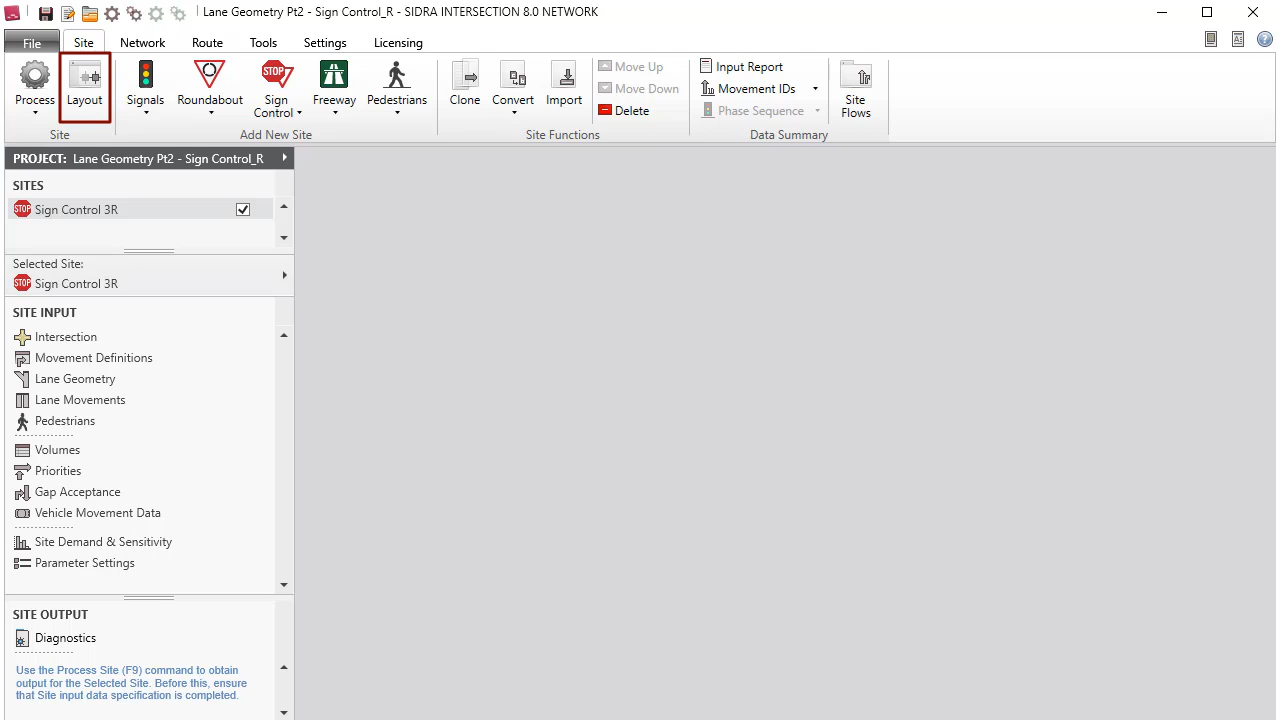 Lane Geometry Pt2 - Sign Control_R - SIDRA INTERSECTION 8.0 NETWORK
File
Site
Network
Route
Tools
Settings
Licensing
Process
Layout
Site
Signals
Roundabout
STOP
Sign
Control
Freeway
Pedestrians
Add New Site
Clone
Convert
Import
Move Up
Move Down
Delete
Site Functions
Input Report
Movement IDs
Phase Sequence
Site
Flows
Data Summary
PROJECT: Lane Geometry Pt2 - Sign Control_R
SITES
STOP Sign Control 3R
Selected Site:
STOP Sign Control 3R
SITE INPUT
Intersection
Movement Definitions
Lane Geometry
Lane Movements
Pedestrians
Volumes
Priorities
Gap Acceptance
Vehicle Movement Data
Site Demand & Sensitivity
Parameter Settings
SITE OUTPUT
Diagnostics
Use the Process Site (F9) command to obtain
output for the Selected Site. Before this, ensure
that Site input data specification is completed.